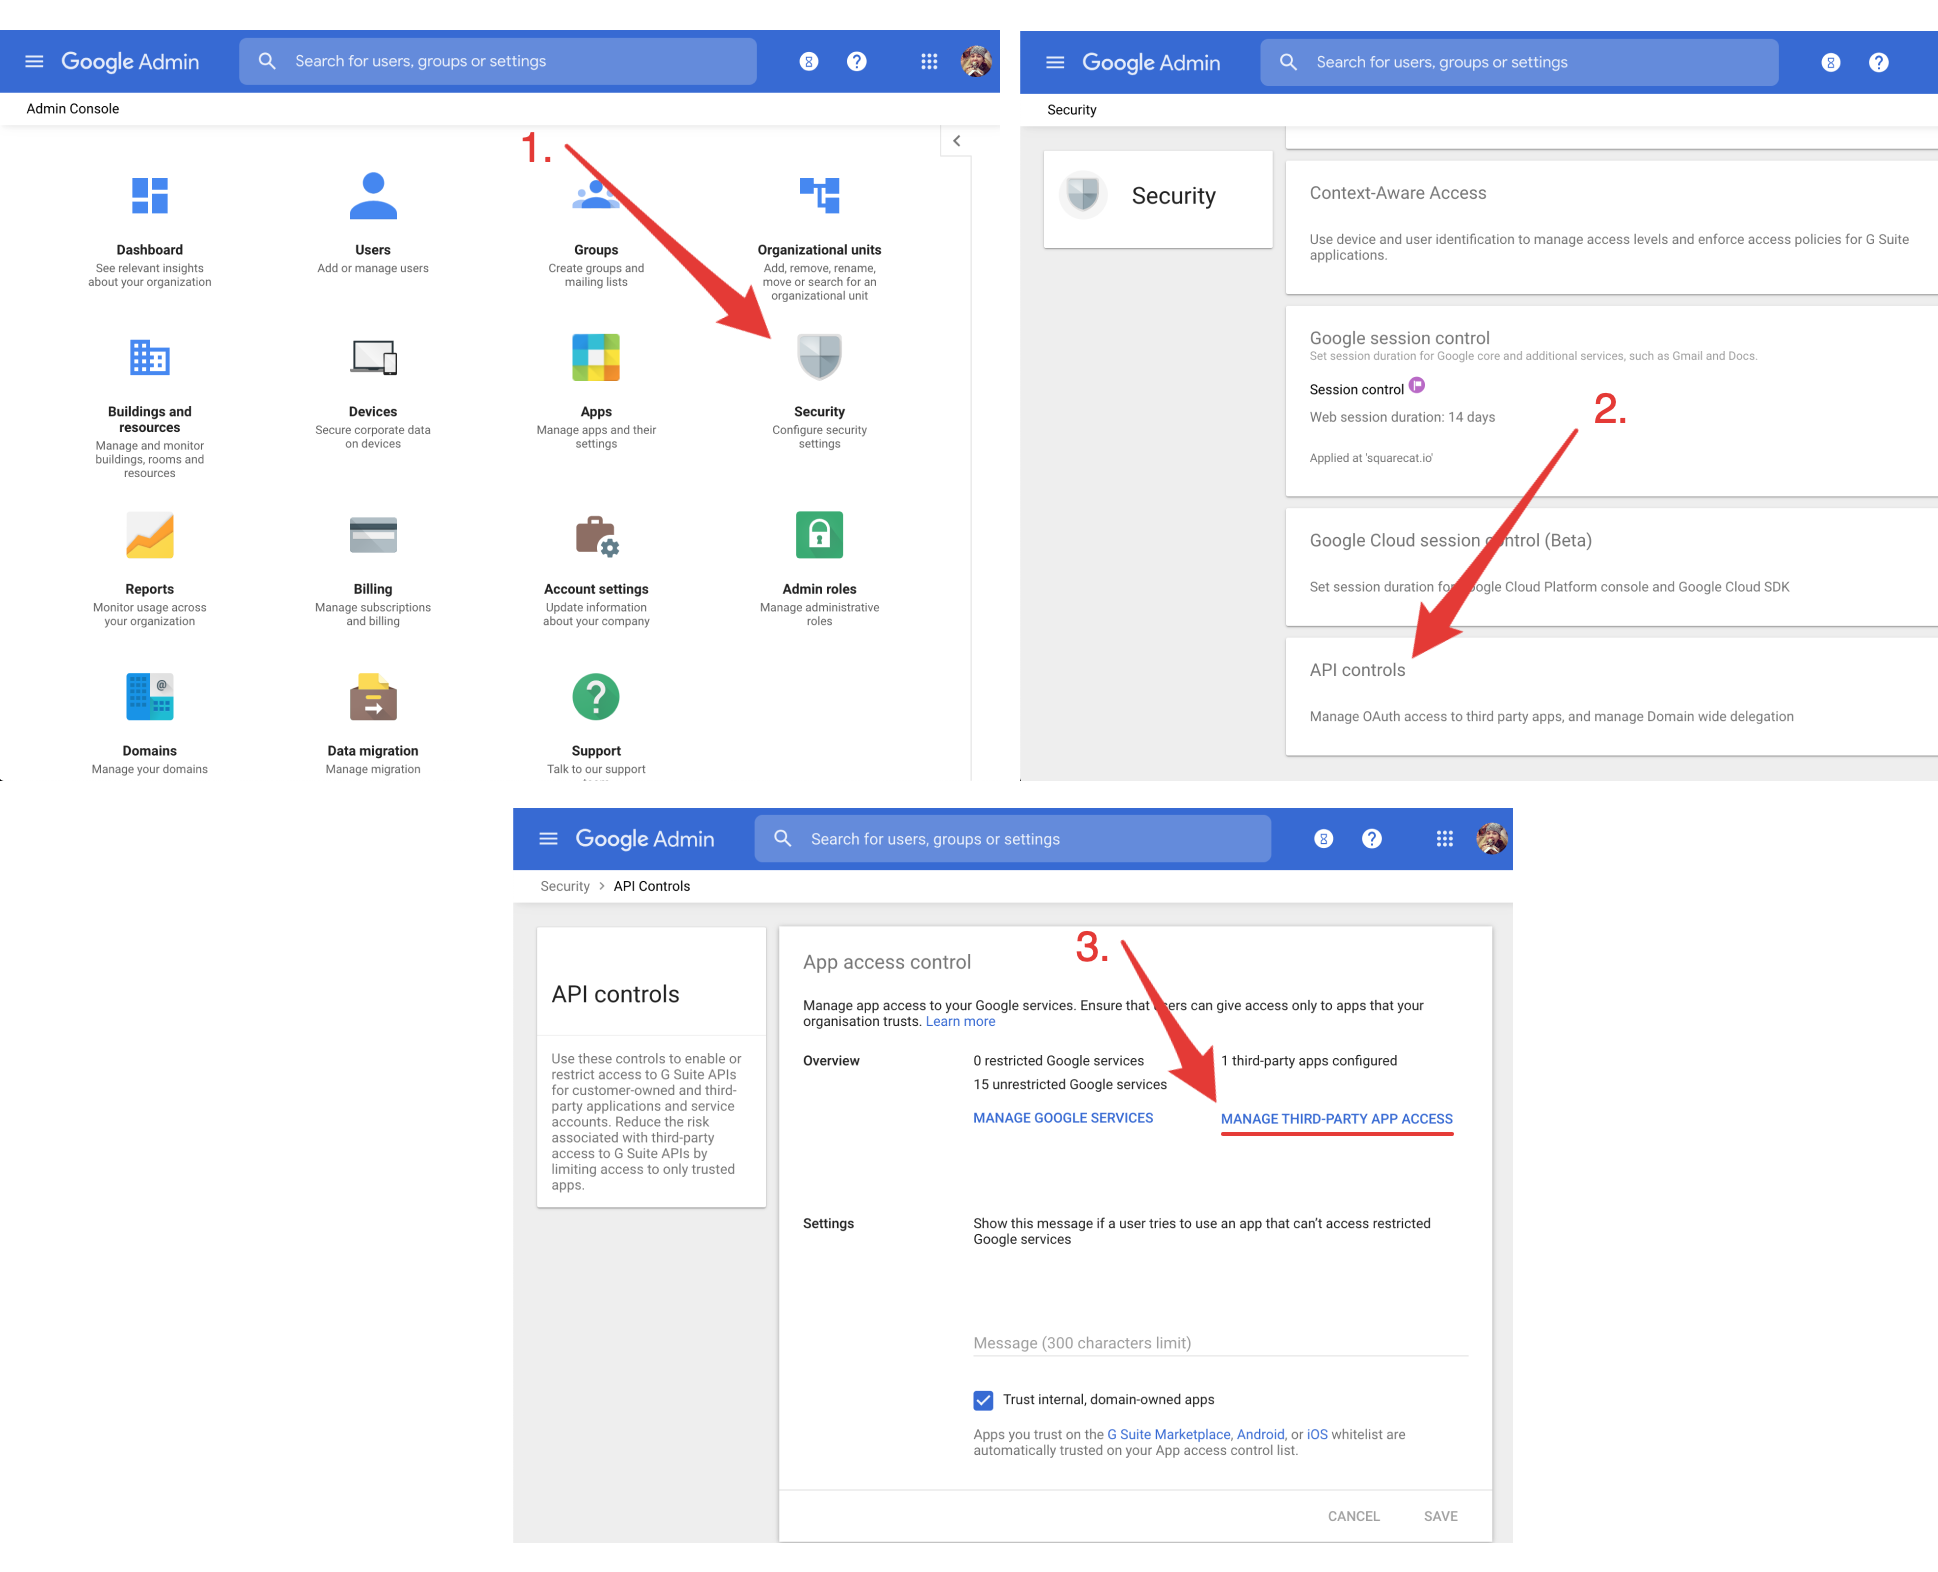 Google Admin
Search for users, groups or settings
Admin Console
1.
Dashboard
See relevant insights
about your organization
Users
Add or manage users
Groups
Create groups and
mailing lists
Organizational units
Add, remove, rename,
move or search for an
organizational unit
Buildings and
resources
Manage and monitor
buildings, rooms and
resources
Devices
Secure corporate data
on devices
Apps
Manage apps and their
settings
Security
Configure security
settings
Reports
Monitor usage across
your organization
Billing
Manage subscriptions
and billing
Account settings
Update information
about your company
Admin roles
Manage administrative
roles
Domains
Manage your domains
Data migration
Manage migration
Support
Talk to our support
Google Admin
Search for users, groups or settings
Security
Security
Context-Aware Access
Use device and user identification to manage access levels and enforce access policies for G Suite
applications.
Google session control
Set session duration for Google core and additional services, such as Gmail and Docs.
Session control
Web session duration: 14 days
Applied at 'squarecat.io'
2.
Google Cloud session control (Beta)
Set session duration for Google Cloud Platform console and Google Cloud SDK
API controls
Manage OAuth access to third party apps, and manage Domain wide delegation
Google Admin
Search for users, groups or settings
Security > API Controls
API controls
Use these controls to enable or
restrict access to G Suite APIs
for customer-owned and third-
party applications and service
accounts. Reduce the risk
associated with third-party
access to G Suite APIs by
limiting access to only trusted
apps.
3.
App access control
Manage app access to your Google services. Ensure that users can give access only to apps that your
organisation trusts. Learn more
Overview
0 restricted Google services
15 unrestricted Google services
MANAGE GOOGLE SERVICES
1 third-party apps configured
MANAGE THIRD-PARTY APP ACCESS
Settings
Show this message if a user tries to use an app that can't access restricted
Google services
Message (300 characters limit)
Trust internal, domain-owned apps
Apps you trust on the G Suite Marketplace, Android, or iOS whitelist are
automatically trusted on your App access control list.
CANCEL
SAVE